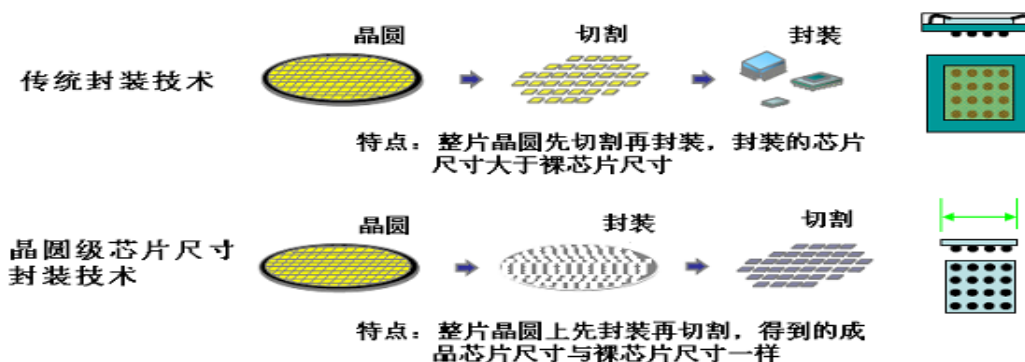 晶圆
切割
封装
传统封装技术
特点：整片晶圆先切割再封装，封装的芯片
尺寸大于裸芯片尺寸
晶圆
封装
切割
晶圆级芯片尺寸
封装技术
特点：整片晶圆上先封装再切割，得到的成
品芯片尺寸与裸芯片尺寸一样